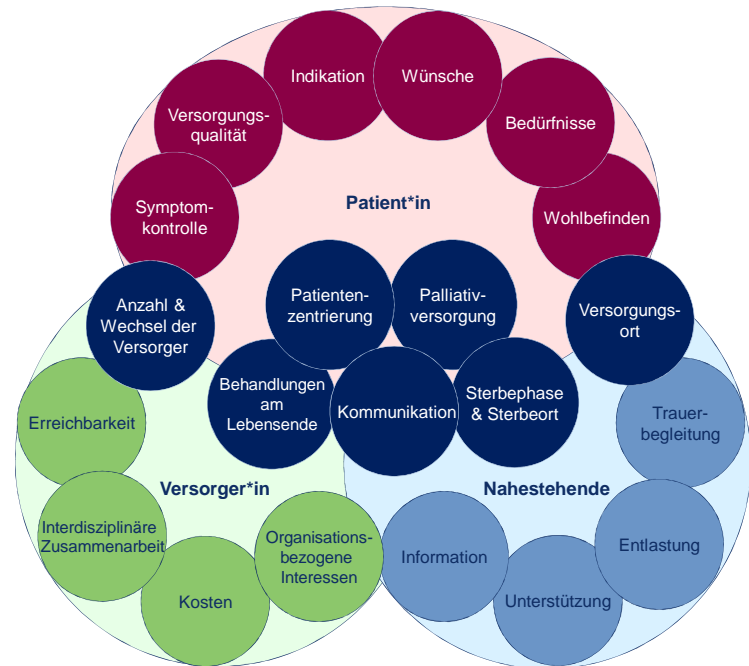 Indikation
Wünsche
Versorgungs-
qualität
Bedürfnisse
Symptom-
kontrolle
Patient*in
Wohlbefinden
Anzahl &
Wechsel der
Versorger
Patienten-
zentrierung
Palliativ-
versorgung
Versorgungs-
ort
Behandlungen
am
Lebensende
Kommunikation
Sterbephase
& Sterbeort
Erreichbarkeit
Trauer-
begleitung
Versorger*in
Nahestehende
Interdisziplinäre
Zusammenarbeit
Organisations-
bezogene
Interessen
Information
Entlastung
Kosten
Unterstützung